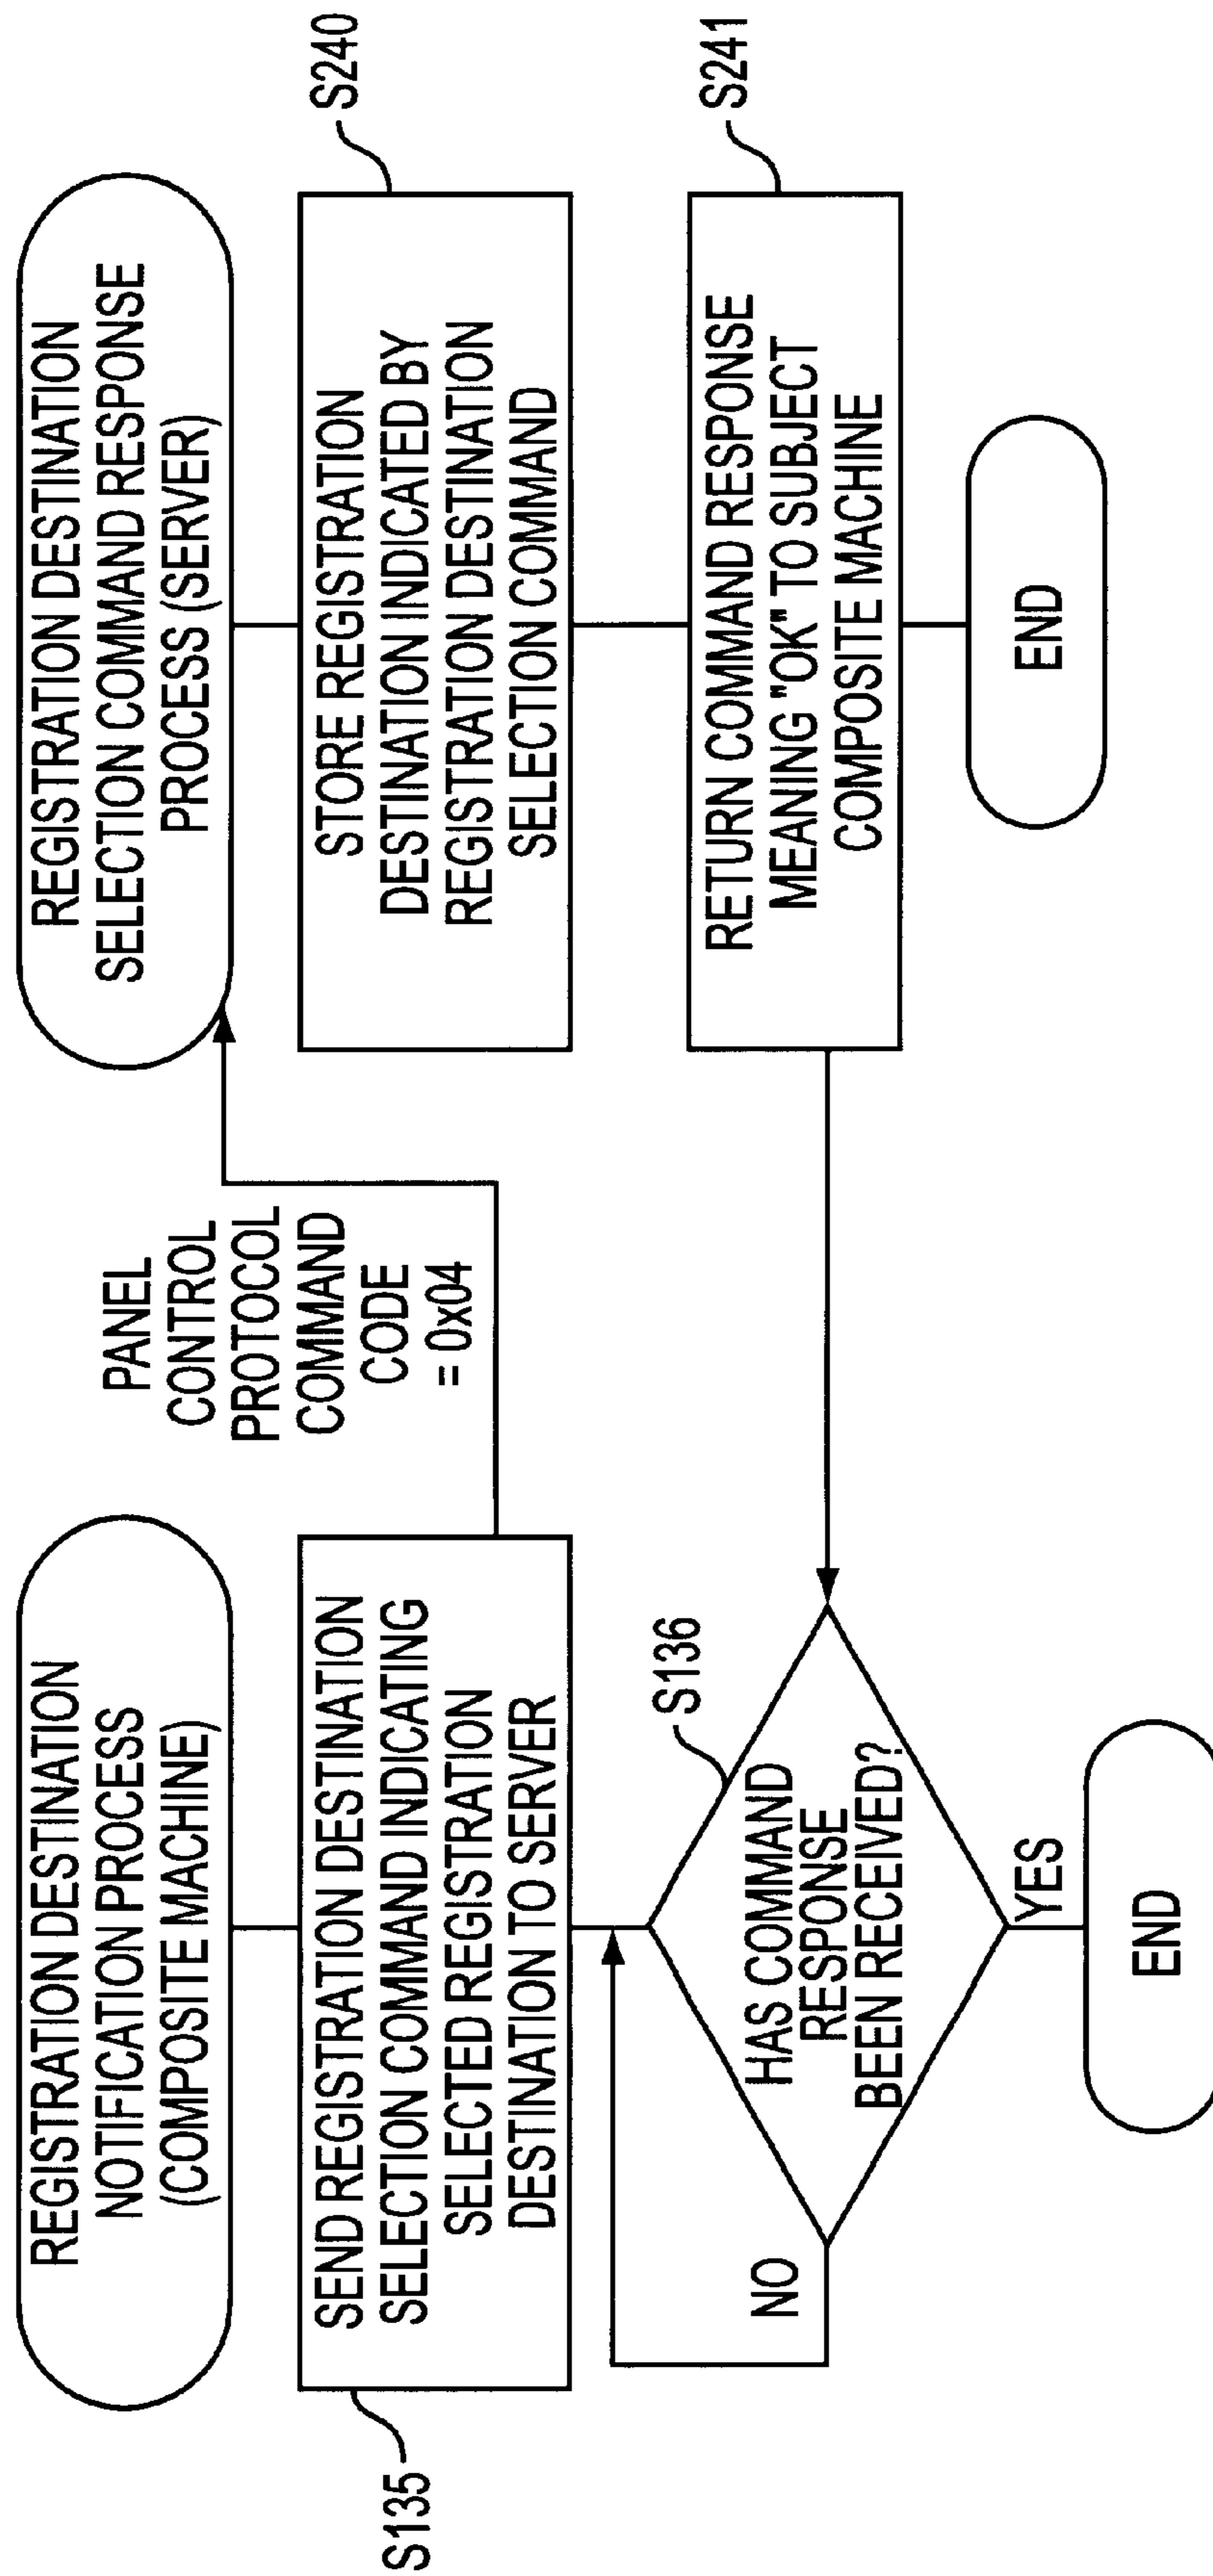 REGISTRATION DESTINATION
NOTIFICATION PROCESS
(COMPOSITE MACHINE)
S135
SEND REGISTRATION DESTINATION
SELECTION COMMAND INDICATING
SELECTED REGISTRATION
DESTINATION TO SERVER
S136
HAS COMMAND
RESPONSE
BEEN RECEIVED?
NO
YES
END
PANEL
CONTROL
PROTOCOL
COMMAND
CODE
= 0x04
REGISTRATION DESTINATION
SELECTION COMMAND RESPONSE
PROCESS (SERVER)
S240
STORE REGISTRATION
DESTINATION INDICATED BY
REGISTRATION DESTINATION
SELECTION COMMAND
S241
RETURN COMMAND RESPONSE
MEANING "OK" TO SUBJECT
COMPOSITE MACHINE
END